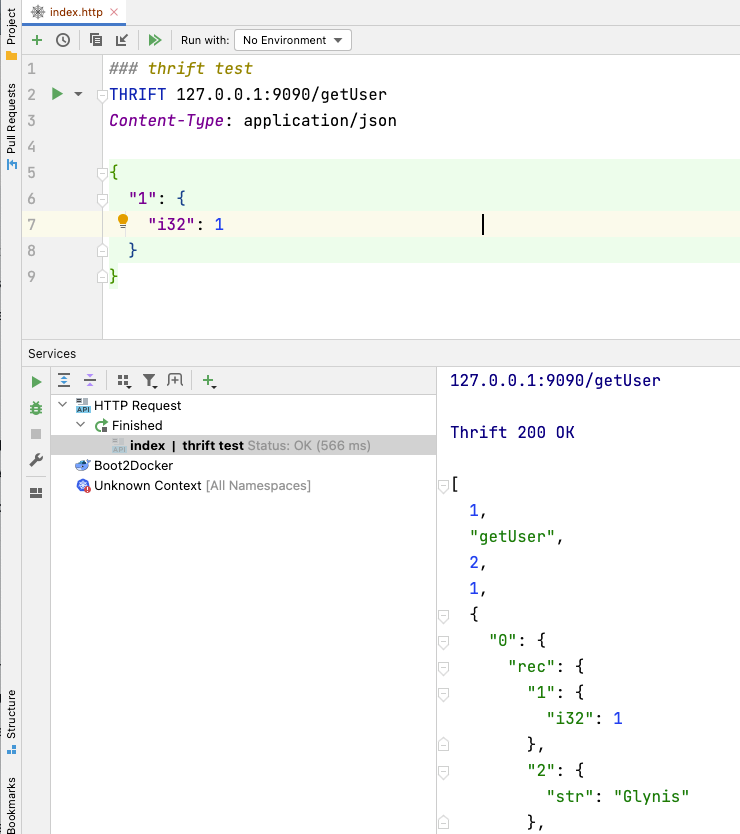 Project
Pull Requests
Structure
Bookmarks
index.http
Run with: No Environment
1 ### thrift test
2 THRIFT 127.0.0.1:9090/getUser
3 Content-Type: application/json
4
5 {
6 "1": {
7 "i32": 1
8 }
9 }
Services
HTTP Request
Finished
index | thrift test Status: OK (566 ms)
Boot2Docker
Unknown Context [All Namespaces]
127.0.0.1:9090/getUser
Thrift 200 OK
[
1,
"getUser",
2,
1,
{
"0": {
"rec": {
"1": {
"i32": 1
},
"2": {
"str": "Glynis"
},
API
API